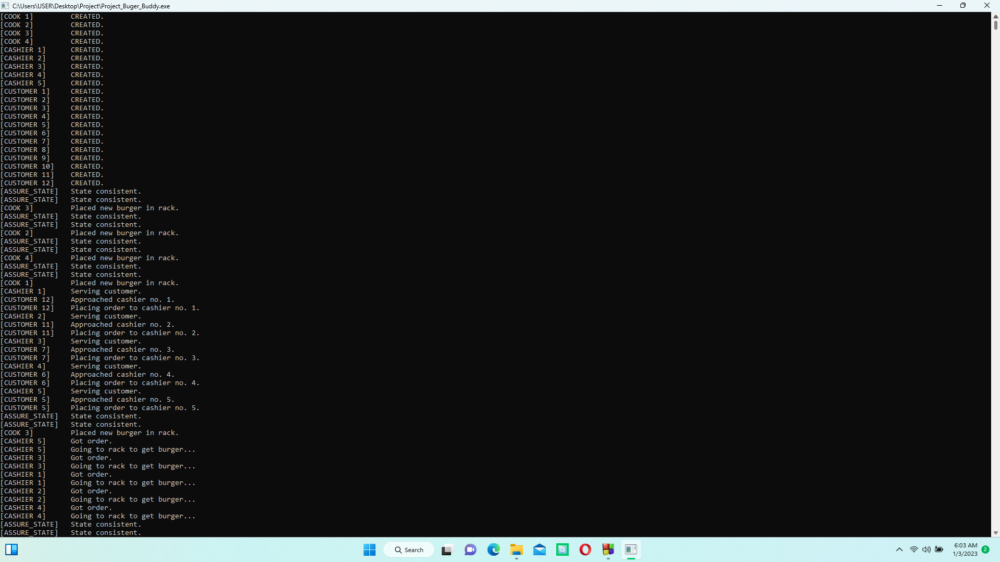 C:\Users\USER\Desktop\Project\Project_Buger_Buddy.exe
[COOK 1] CREATED.
[COOK 2] CREATED.
[COOK 3] CREATED.
[COOK 4] CREATED.
[CASHIER 1] CREATED.
[CASHIER 2] CREATED.
[CASHIER 3] CREATED.
[CASHIER 4] CREATED.
[CASHIER 5] CREATED.
[CUSTOMER 1] CREATED.
[CUSTOMER 2] CREATED.
[CUSTOMER 3] CREATED.
[CUSTOMER 4] CREATED.
[CUSTOMER 5] CREATED.
[CUSTOMER 6] CREATED.
[CUSTOMER 7] CREATED.
[CUSTOMER 8] CREATED.
[CUSTOMER 9] CREATED.
[CUSTOMER 10] CREATED.
[CUSTOMER 11] CREATED.
[CUSTOMER 12] CREATED.
[ASSURE_STATE] State consistent.
[ASSURE_STATE] State consistent.
[COOK 3] Placed new burger in rack.
[ASSURE_STATE] State consistent.
[ASSURE_STATE] State consistent.
[COOK 2] Placed new burger in rack.
[ASSURE_STATE] State consistent.
[ASSURE_STATE] State consistent.
[COOK 4] Placed new burger in rack.
[ASSURE_STATE] State consistent.
[ASSURE_STATE] State consistent.
[COOK 1] Placed new burger in rack.
[CASHIER 1] Serving customer.
[CUSTOMER 12] Approached cashier no. 1.
[CUSTOMER 12] Placing order to cashier no. 1.
[CASHIER 2] Serving customer.
[CUSTOMER 11] Approached cashier no. 2.
[CUSTOMER 11] Placing order to cashier no. 2.
[CASHIER 3] Serving customer.
[CUSTOMER 7] Approached cashier no. 3.
[CUSTOMER 7] Placing order to cashier no. 3.
[CASHIER 4] Serving customer.
[CUSTOMER 6] Approached cashier no. 4.
[CUSTOMER 6] Placing order to cashier no. 4.
[CASHIER 5] Serving customer.
[CUSTOMER 5] Approached cashier no. 5.
[CUSTOMER 5] Placing order to cashier no. 5.
[ASSURE_STATE] State consistent.
[ASSURE_STATE] State consistent.
[COOK 3] Placed new burger in rack.
[CASHIER 5] Got order.
[CASHIER 5] Going to rack to get burger...
[CASHIER 3] Got order.
[CASHIER 3] Going to rack to get burger...
[CASHIER 1] Got order.
[CASHIER 1] Going to rack to get burger...
[CASHIER 2] Got order.
[CASHIER 2] Going to rack to get burger...
[CASHIER 4] Got order.
[CASHIER 4] Going to rack to get burger...
[ASSURE_STATE] State consistent.
[ASSURE_STATE] State consistent.
Search
6:03 AM
1/3/2023
2